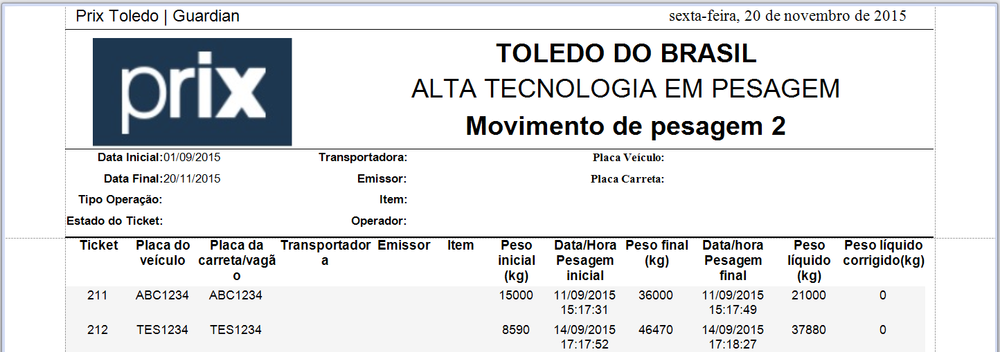 Prix Toledo | Guardian sexta-feira, 20 de novembro de 2015
prix
TOLEDO DO BRASIL
ALTA TECNOLOGIA EM PESAGEM
Movimento de pesagem 2
Data Inicial:01/09/2015 Transportadora: Placa Veículo:
Data Final:20/11/2015 Emissor: Placa Carreta:
Tipo Operação: Item:
Estado do Ticket: Operador:
Ticket Placa do Placa da Transportador Emissor Item Peso Data/Hora Peso final Data/hora Peso Peso líquido
veículo carreta/vagã a inicial Pesagem (kg) Pesagem líquido corrigido(kg)
o (kg) inicial final (kg)
211 ABC1234 ABC1234 15000 11/09/2015 36000 11/09/2015 21000 0
15:17:31 15:17:49
212 TES1234 TES1234 8590 14/09/2015 46470 14/09/2015 37880 0
17:17:52 17:18:27